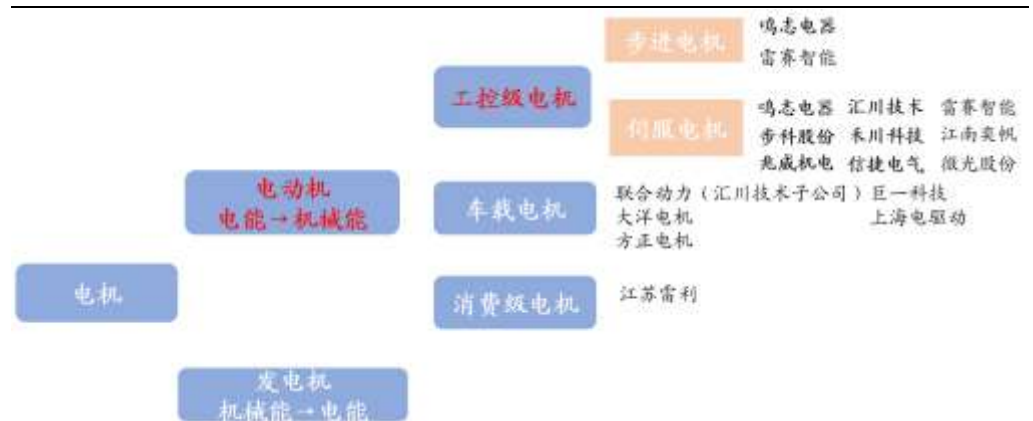 步进电机
鸣志电器
雷赛智能
工控级电机
伺服电机
鸣志电器 汇川技术 雷赛智能
步科股份 禾川科技 江南奕帆
兆威机电 信捷电气 微光股份
电动机
电能→机械能
车载电机
联合动力（汇川技术子公司）巨一科技
大洋电机 上海电驱动
方正电机
电机
消费级电机
江苏雷利
发电机
机械能→电能